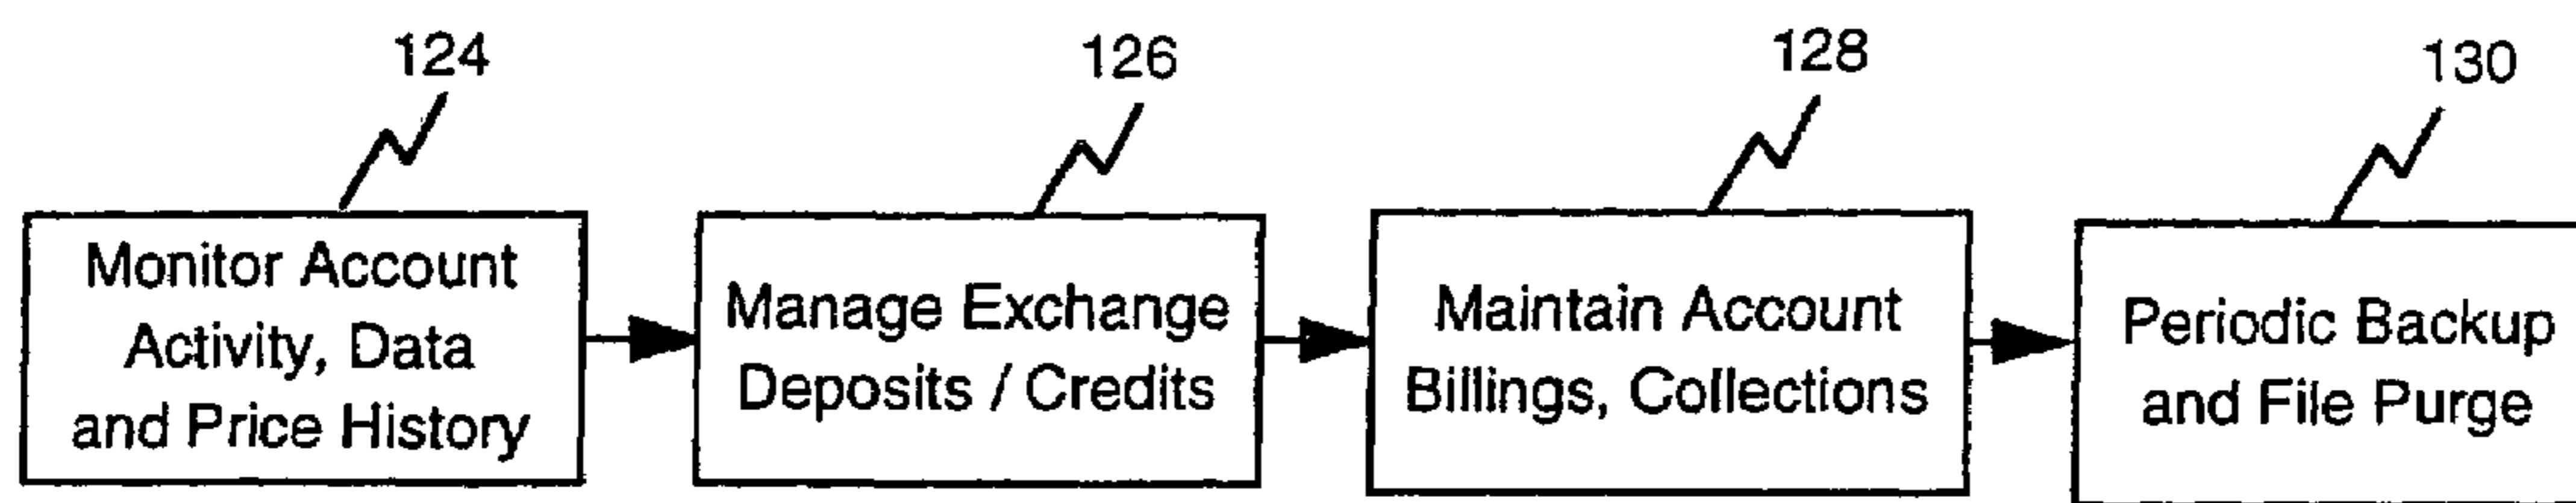 124
126
128
130
Monitor Account
Activity, Data
and Price History
Manage Exchange
Deposits / Credits
Maintain Account
Billings, Collections
Periodic Backup
and File Purge